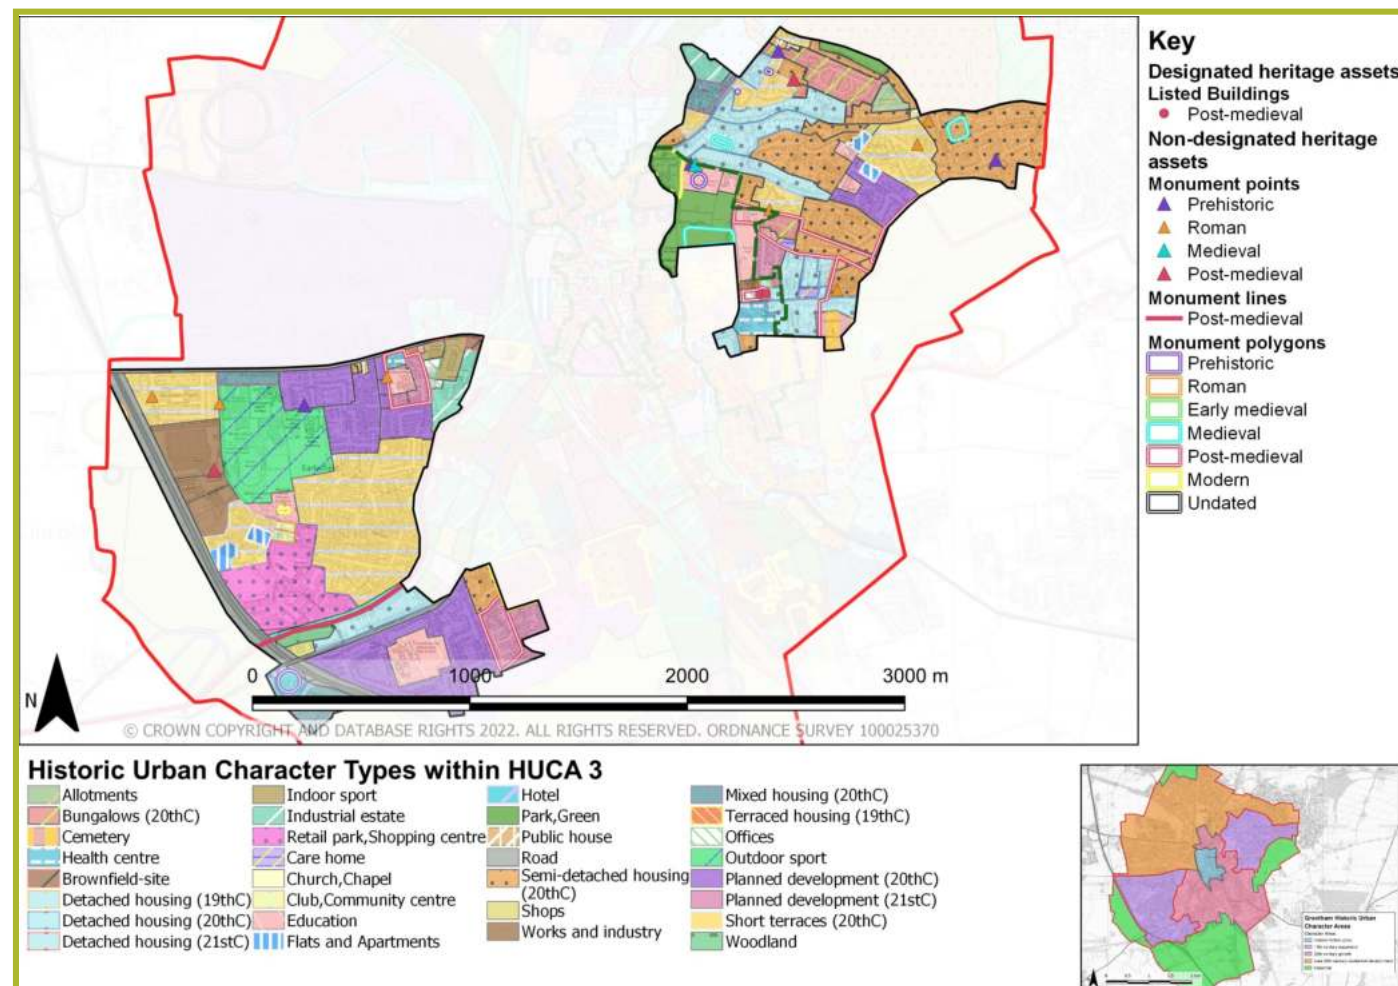 Key
Designated heritage assets
Listed Buildings
Post-medieval
Non-designated heritage
assets
Monument points
Prehistoric
Roman
Medieval
Post-medieval
Monument lines
Post-medieval
Monument polygons
Prehistoric
Roman
Early medieval
Medieval
Post-medieval
Modern
Undated
N
0 1000 2000 3000 m
© CROWN COPYRIGHT AND DATABASE RIGHTS 2022. ALL RIGHTS RESERVED. ORDNANCE SURVEY 100025370
Historic Urban Character Types within HUCA 3
Allotments
Bungalows (20thC)
Cemetery
Health centre
Brownfield-site
Detached housing (19thC)
Detached housing (20thC)
Detached housing (21stC)
Indoor sport
Industrial estate
Retail park,Shopping centre
Care home
Church,Chapel
Club,Community centre
Education
Flats and Apartments
Hotel
Park,Green
Public house
Road
Semi-detached housing
(20thC)
Shops
Works and industry
Mixed housing (20thC)
Terraced housing (19thC)
Offices
Outdoor sport
Planned development (20thC)
Planned development (21stC)
Short terraces (20thC)
Woodland
Grantham Historic Urban
Character Areas